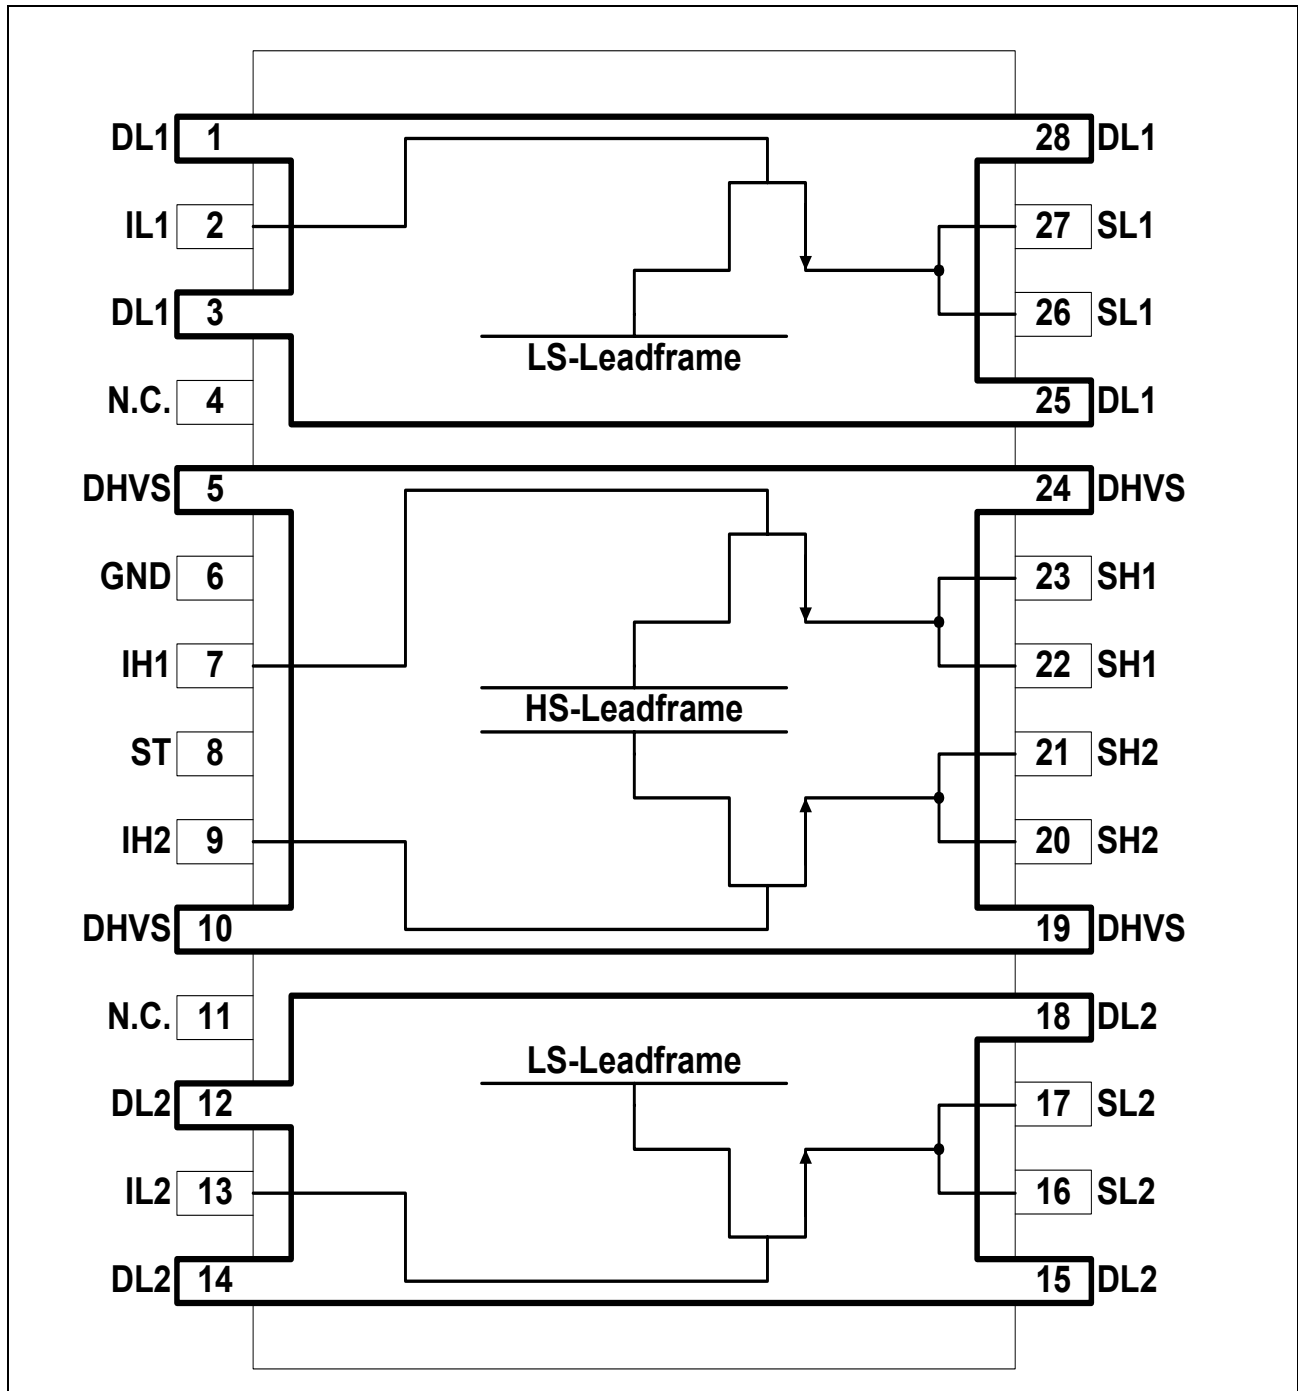 DL1 1 28 DL1
IL1 2 27 SL1
DL1 3 26 SL1
LS-Leadframe
N.C. 4 25 DL1
DHVS 5 24 DHVS
GND 6 23 SH1
IH1 7 22 SH1
HS-Leadframe
ST 8 21 SH2
IH2 9 20 SH2
DHVS 10 19 DHVS
N.C. 11 18 DL2
LS-Leadframe
DL2 12 17 SL2
IL2 13 16 SL2
DL2 14 15 DL2